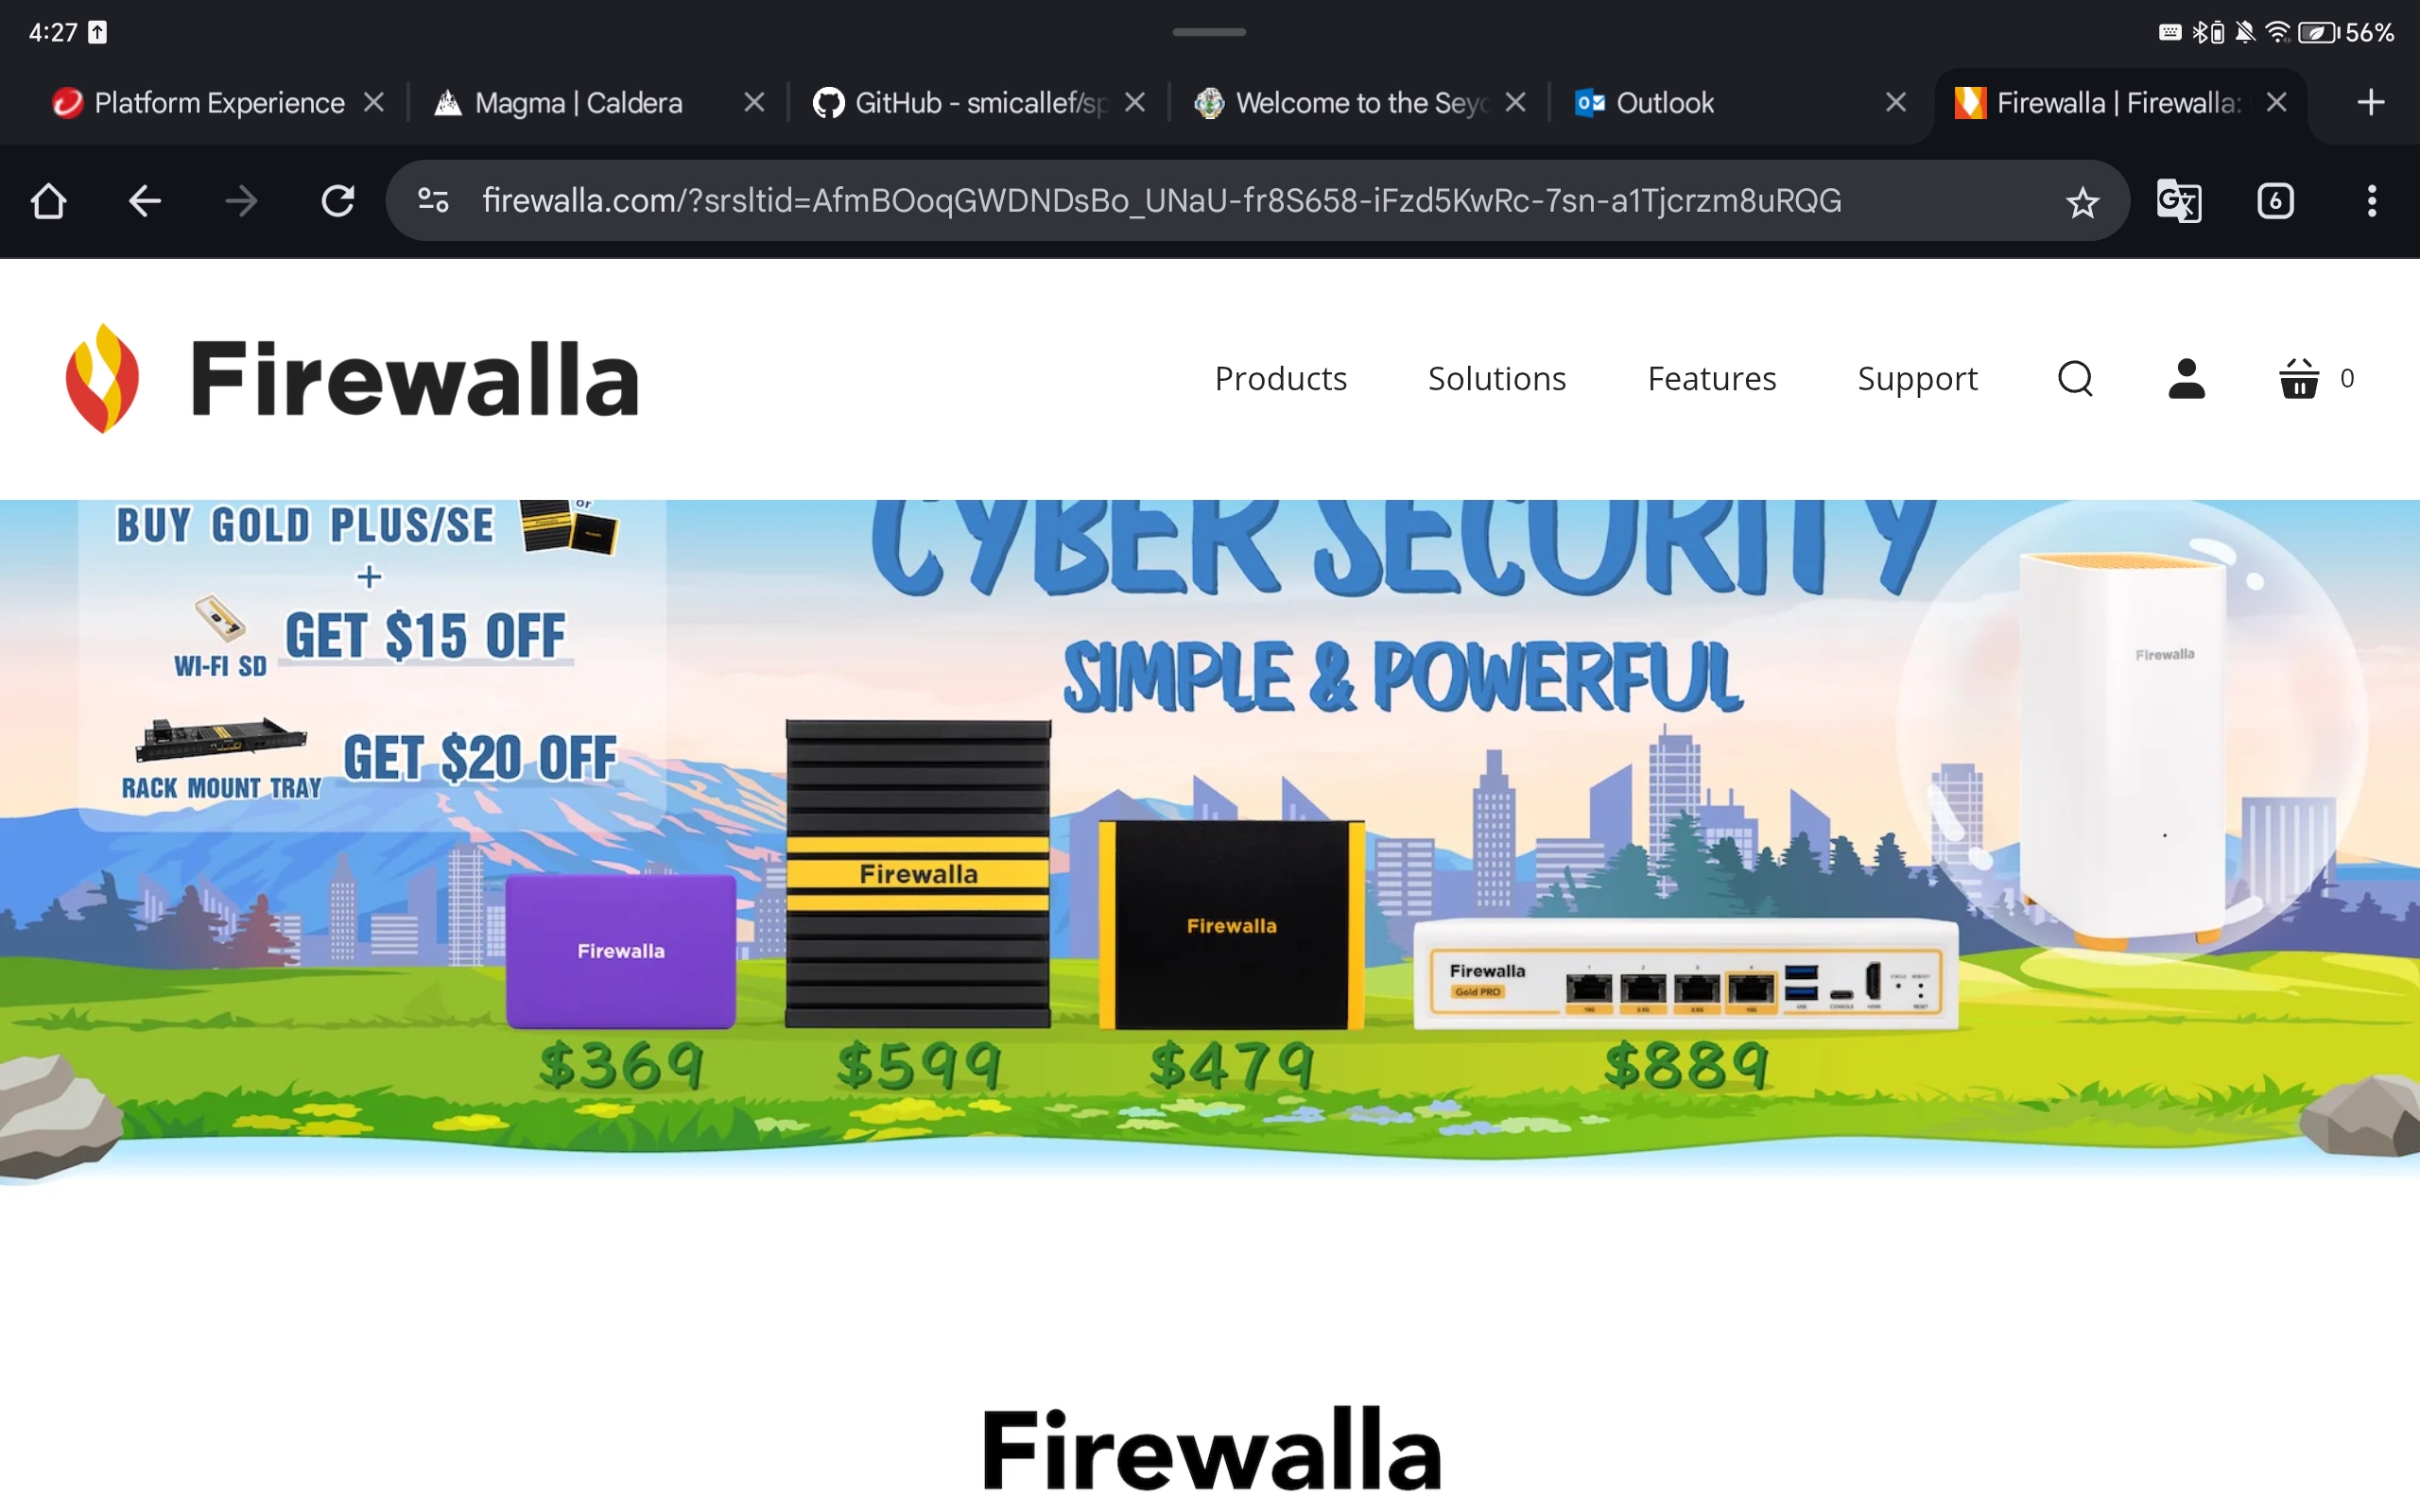 4:27
56%
Platform Experience
Magma | Caldera
GitHub - smicallef/sp
Welcome to the Seyc
Outlook
Firewalla | Firewalla:
firewalla.com/?srsltid=AfmBOoqGWDNDsBo_UNaU-fr8S658-iFzd5KwRc-7sn-a1Tjcrzm8uRQG
6
Firewalla
Products
Solutions
Features
Support
0
BUY GOLD PLUS/SE
or
+
WI-FI SD
GET $15 OFF
RACK MOUNT TRAY
GET $20 OFF
CYBER SECURITY
SIMPLE & POWERFUL
Firewalla
Firewalla
Firewalla
Firewalla
Gold PRO
Firewalla
$369
$599
$479
$889
Firewalla